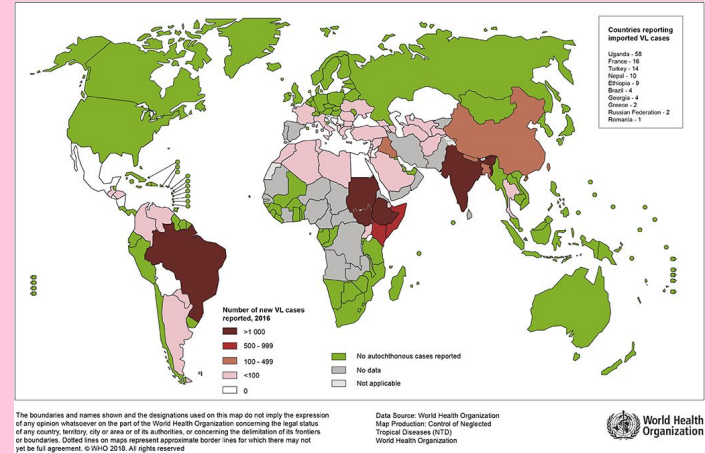 Countries reporting
imported VL cases
Uganda - 58
France - 16
Turkey - 14
Nepal - 10
Ethiopia - 9
Brazil - 4
Georgia - 4
Greece - 2
Russian Federation - 2
Romania - 1
Number of new VL cases
reported, 2016
>1 000
500 - 999
100 - 499
<100
0
No autochthonous cases reported
No data
Not applicable
The boundaries and names shown and the designations used on this map do not imply the expression
of any opinion whatsoever on the part of the World Health Organization concerning the legal status
of any country, territory, city or area or of its authorities, or concerning the delimitation of its frontiers
or boundaries. Dotted lines on maps represent approximate border lines for which there may not
yet be full agreement. © WHO 2018. All rights reserved
Data Source: World Health Organization
Map Production: Control of Neglected
Tropical Diseases (NTD)
World Health Organization
World Health
Organization